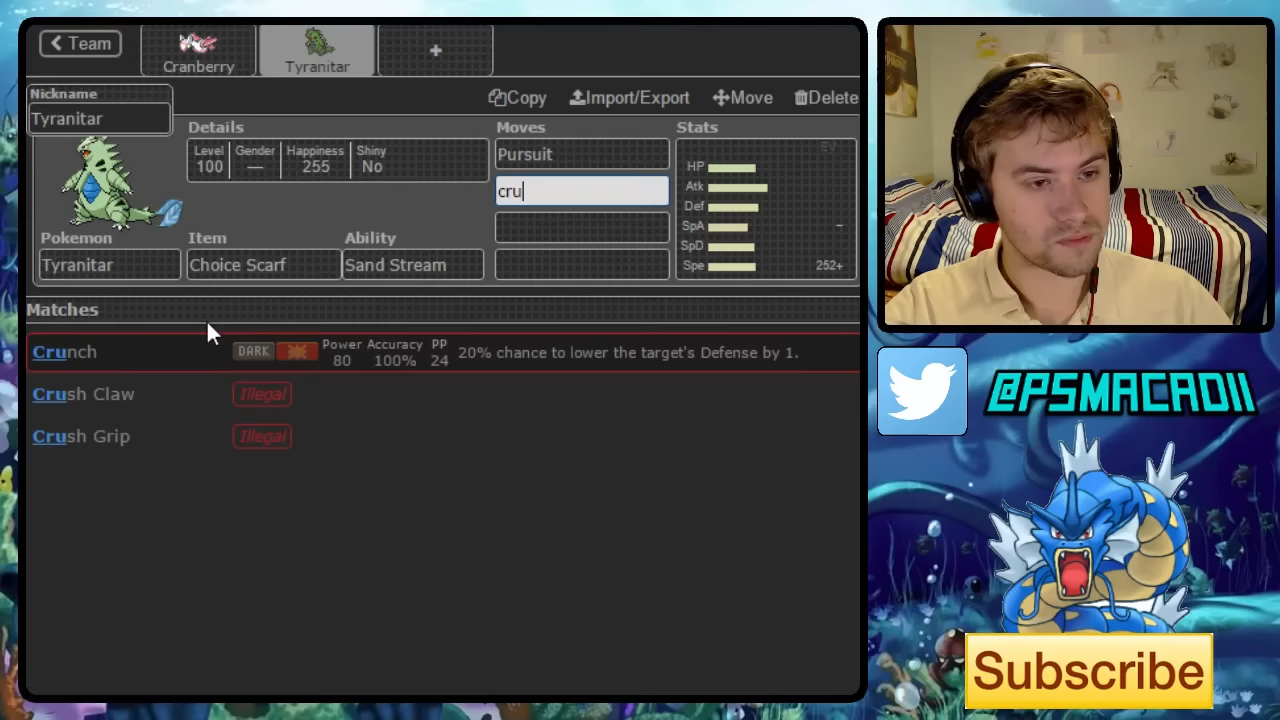 Team
Cranberry
Tyranitar
+
Nickname
Tyranitar
Copy Import/Export Move Delete
Details
Level 100
Gender —
Happiness 255
Shiny No
Pokemon
Tyranitar
Item
Choice Scarf
Ability
Sand Stream
Moves
Pursuit
cru
Stats
EV
HP
Atk
Def
SpA –
SpD
Spe 252+
Matches
Crunch DARK Power 80 Accuracy 100% PP 24 20% chance to lower the target's Defense by 1.
Crush Claw Illegal
Crush Grip Illegal
@PSMACADII
Subscribe